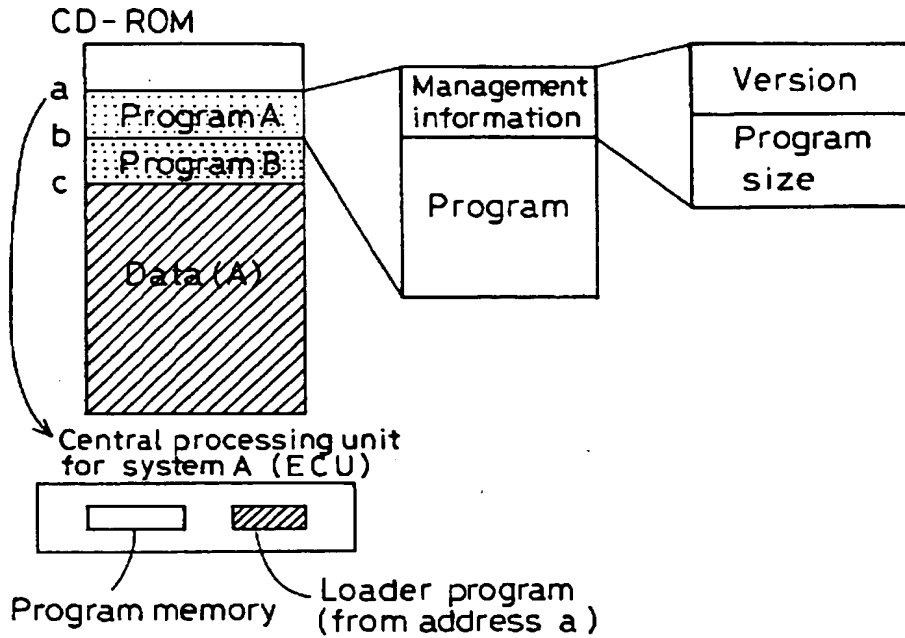 CD-ROM
a
Program A
b
Program B
c
Data (A)
Management
information
Program
Version
Program
size
Central processing unit
for system A (ECU)
Program memory
Loader program
(from address a)